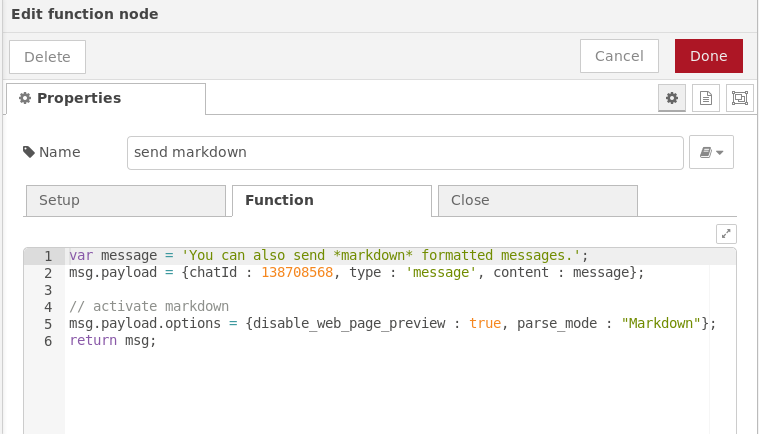 Edit function node
Delete
Cancel
Done
Properties
Name
send markdown
Setup
Function
Close
1 var message = 'You can also send *markdown* formatted messages.';
2 msg.payload = {chatId : 138708568, type : 'message', content : message};
3
4 // activate markdown
5 msg.payload.options = {disable_web_page_preview : true, parse_mode : "Markdown"};
6 return msg;